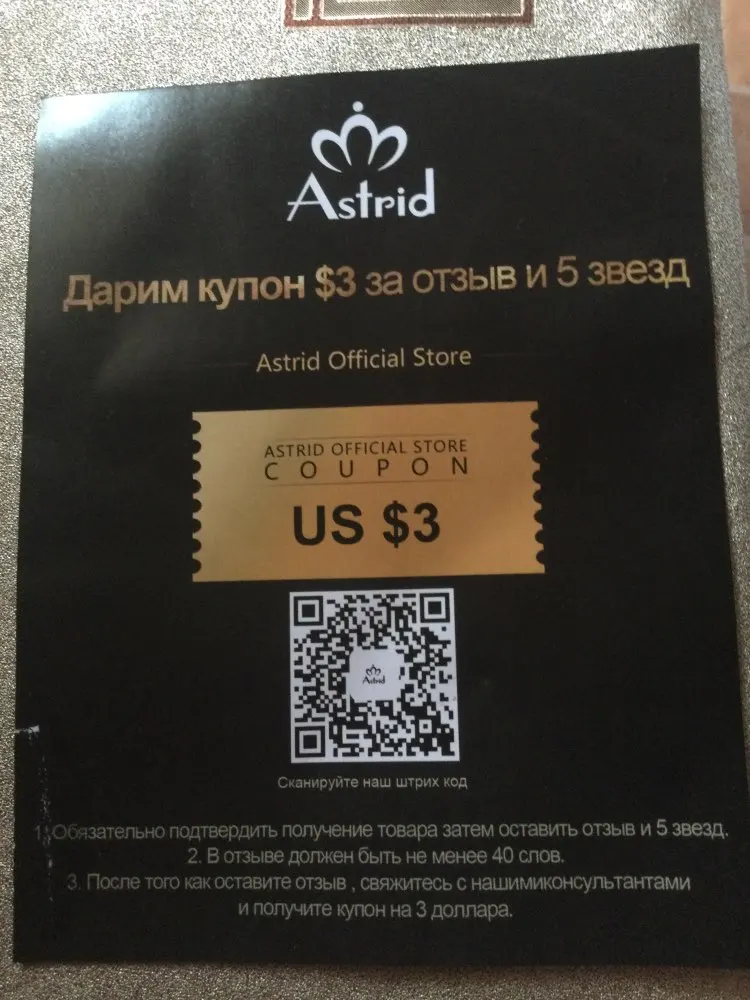 Astrid
Дарим купон $3 за отзыв и 5 звезд
Astrid Official Store
ASTRID OFFICIAL STORE
COUPON
US $3
Astrid
Сканируйте наш штрих код
1. Обязательно подтвердить получение товара затем оставить отзыв и 5 звезд.
2. В отзыве должен быть не менее 40 слов.
3. После того как оставите отзыв , свяжитесь с нашимиконсультантами
и получите купон на 3 доллара.